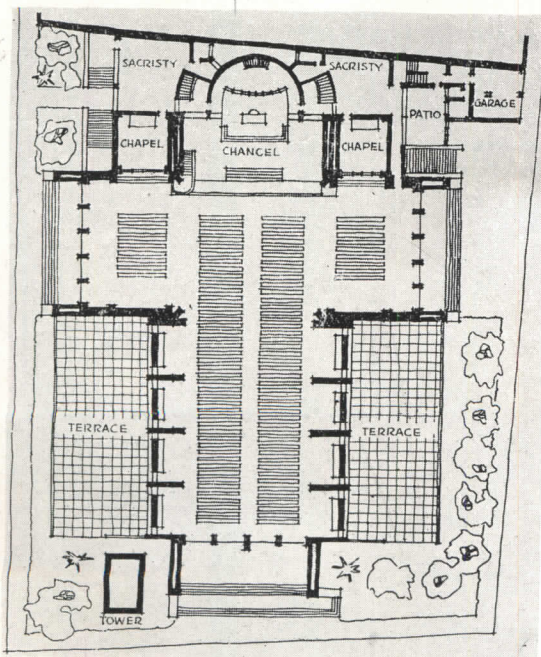 SACRISTY
SACRISTY
GARAGE
PATIO
CHAPEL
CHANCEL
CHAPEL
TERRACE
TERRACE
TOWER